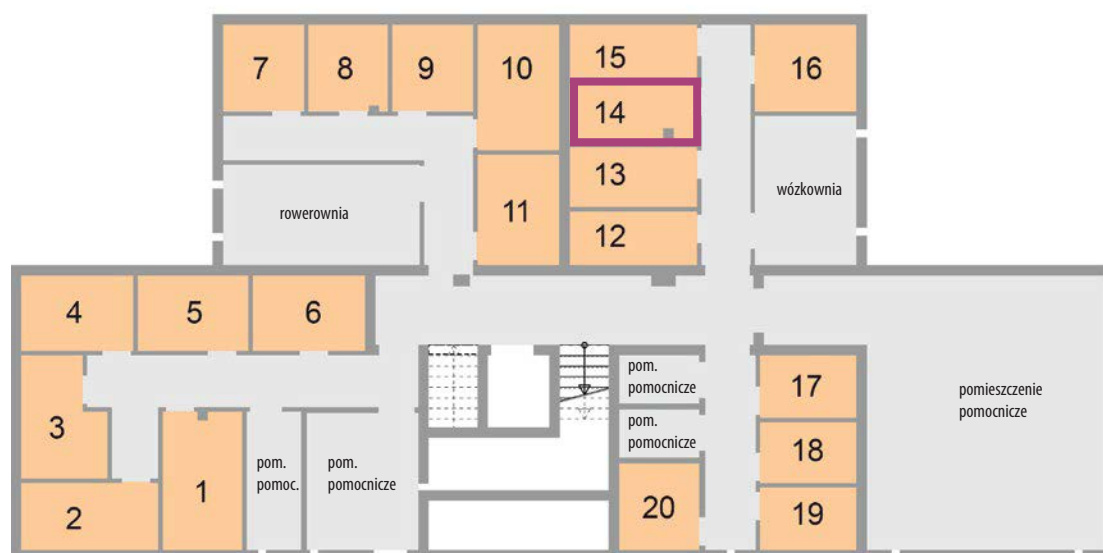 7
8
9
10
15
16
14
13
wózkownia
rowerownia
11
12
4
5
6
pom.
pomocnicze
17
pomieszczenie
pomocnicze
3
pom.
pomocnicze
18
pom.
pomoc.
pom.
pomocnicze
1
2
20
19